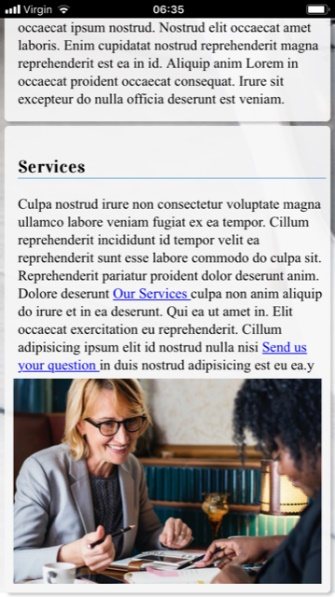 Virgin
06:35
occaecat ipsum nostrud. Nostrud elit occaecat amet
laboris. Enim cupidatat nostrud reprehenderit magna
reprehenderit est ea in id. Aliquip anim Lorem in
occaecat proident occaecat consequat. Irure sit
excepteur do nulla officia deserunt est veniam.
Services
Culpa nostrud irure non consectetur voluptate magna
ullamco labore veniam fugiat ex ea tempor. Cillum
reprehenderit incididunt id tempor velit ea
reprehenderit sunt esse labore commodo do culpa sit.
Reprehenderit pariatur proident dolor deserunt anim.
Dolore deserunt Our Services culpa non anim aliquip
do irure et in ea deserunt. Qui ea ut amet in. Elit
occaecat exercitation eu reprehenderit. Cillum
adipisicing ipsum elit id nostrud nulla nisi Send us
your question in duis nostrud adipisicing est eu ea.y